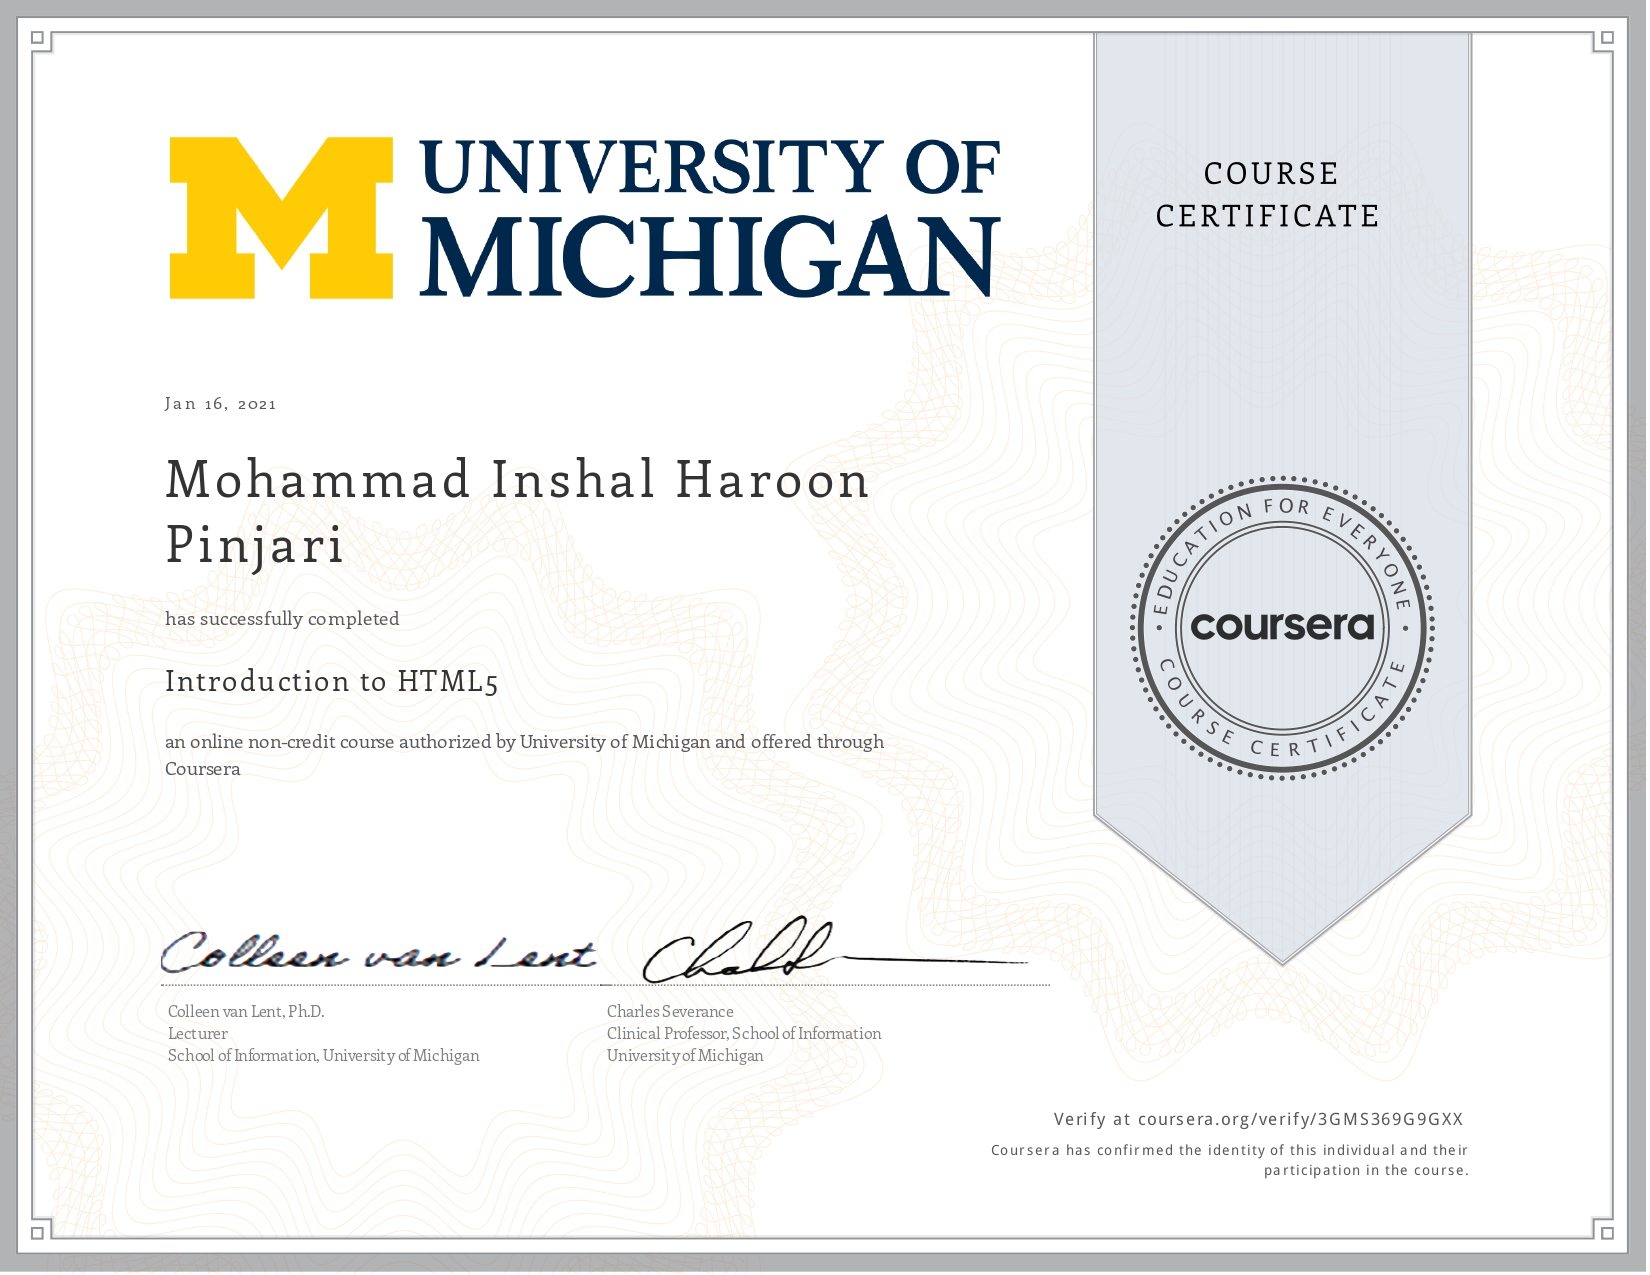 UNIVERSITY OF
MICHIGAN
COURSE
CERTIFICATE
Jan 16, 2021
Mohammad Inshal Haroon
Pinjari
has successfully completed
Introduction to HTML5
an online non-credit course authorized by University of Michigan and offered through
Coursera
EDUCATION FOR EVERYONE
coursera
COURSE CERTIFICATE
Colleen van Lent
Colleen van Lent, Ph.D.
Lecturer
School of Information, University of Michigan
Charles Severance
Clinical Professor, School of Information
University of Michigan
Verify at coursera.org/verify/3GMS369G9GXX
Coursera has confirmed the identity of this individual and their
participation in the course.